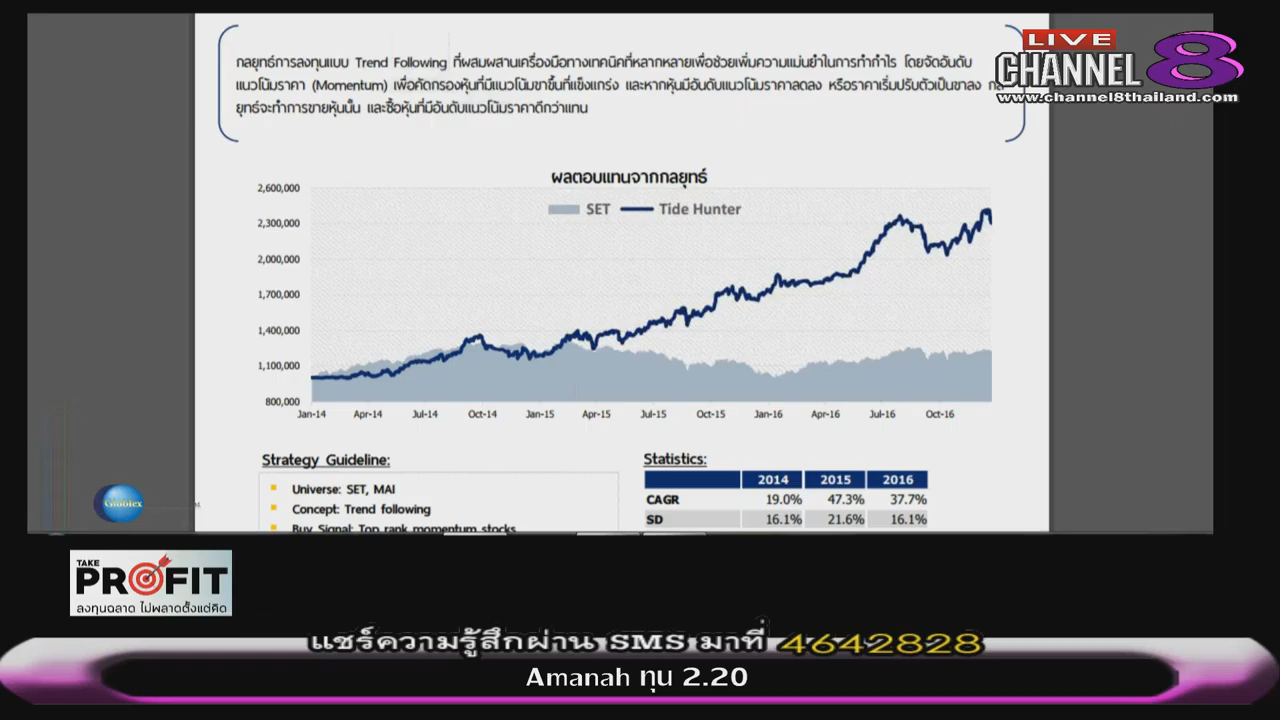 LIVE
CHANNEL 8
www.channel8thailand.com
กลยุทธ์การลงทุนแบบ Trend Following ที่ผสมผสานเครื่องมือทางเทคนิคที่หลากหลายเพื่อช่วยเพิ่มความแม่นยำในการทำกำไร โดยจัดอันดับ
แนวโน้มราคา (Momentum) เพื่อคัดกรองหุ้นที่มีแนวโน้มขาขึ้นที่แข็งแกร่ง และหากหุ้นมีอันดับแนวโน้มราคาลดลง หรือราคาเริ่มปรับตัวเป็นขาลง กล
ยุทธ์จะทำการขายหุ้นนั้น และซื้อหุ้นที่มีอันดับแนวโน้มราคาดีกว่าแทน
ผลตอบแทนจากกลยุทธ์
SET Tide Hunter
2,600,000
2,300,000
2,000,000
1,700,000
1,400,000
1,100,000
800,000
Jan-14 Apr-14 Jul-14 Oct-14 Jan-15 Apr-15 Jul-15 Oct-15 Jan-16 Apr-16 Jul-16 Oct-16
Strategy Guideline:
Universe: SET, MAI
Concept: Trend following
Buy Signal: Top rank momentum stocks
Statistics:
2014 2015 2016
CAGR 19.0% 47.3% 37.7%
SD 16.1% 21.6% 16.1%
Globlex
TAKE
PROFIT
ลงทุนฉลาด ไม่พลาดตั้งแต่คิด
แชร์ความรู้สึกผ่าน SMS มาที่ 4642828
Amanah ทุน 2.20